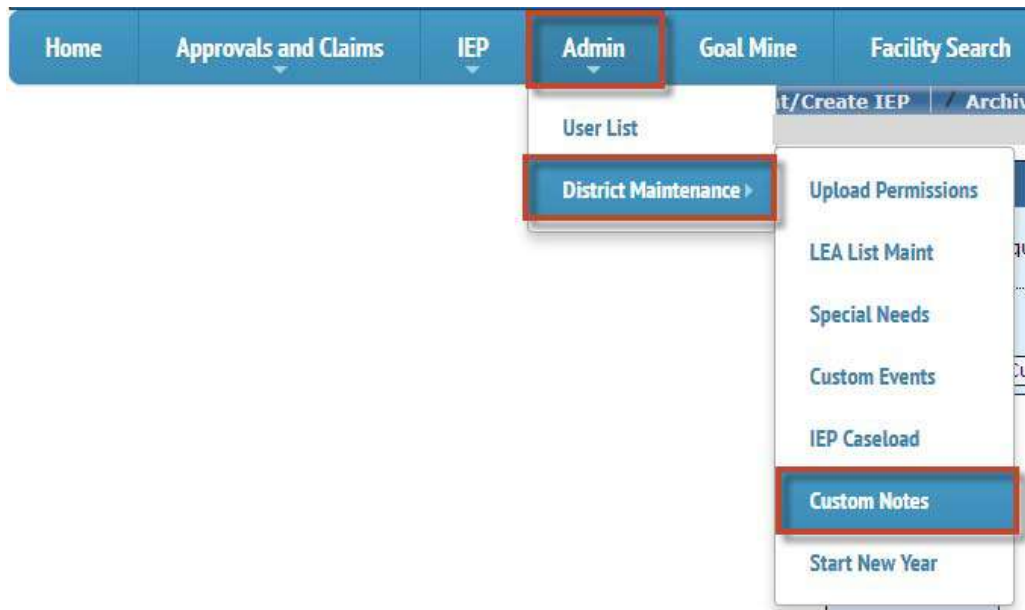 Home Approvals and Claims IEP Admin Goal Mine Facility Search
t/Create IEP / Archiv
User List
District Maintenance
Upload Permissions
LEA List Maint
Special Needs
Custom Events
IEP Caseload
Custom Notes
Start New Year